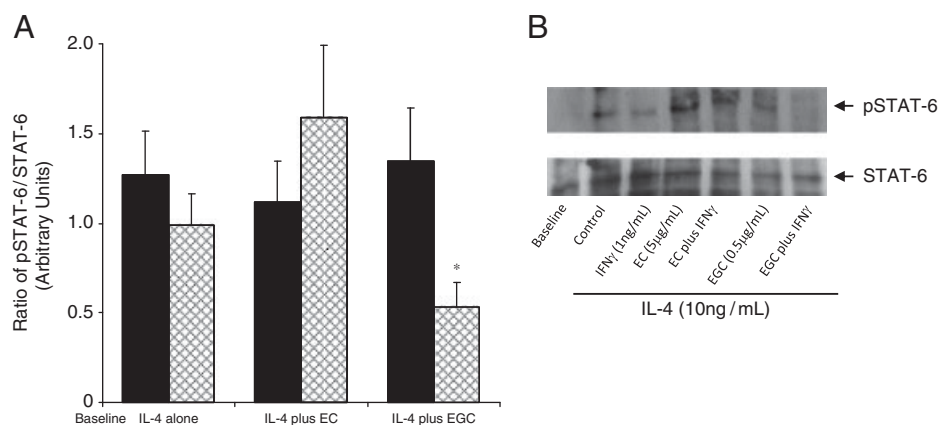 A
Ratio of pSTAT-6/STAT-6
(Arbitrary Units)
2.0
1.5
1.0
0.5
0
*
Baseline IL-4 alone IL-4 plus EC IL-4 plus EGC
B
pSTAT-6
STAT-6
Baseline
Control
IFNγ (1ng/mL)
EC (5µg/mL)
EC plus IFNγ
EGC (0.5µg/mL)
EGC plus IFNγ
IL-4 (10ng/mL)